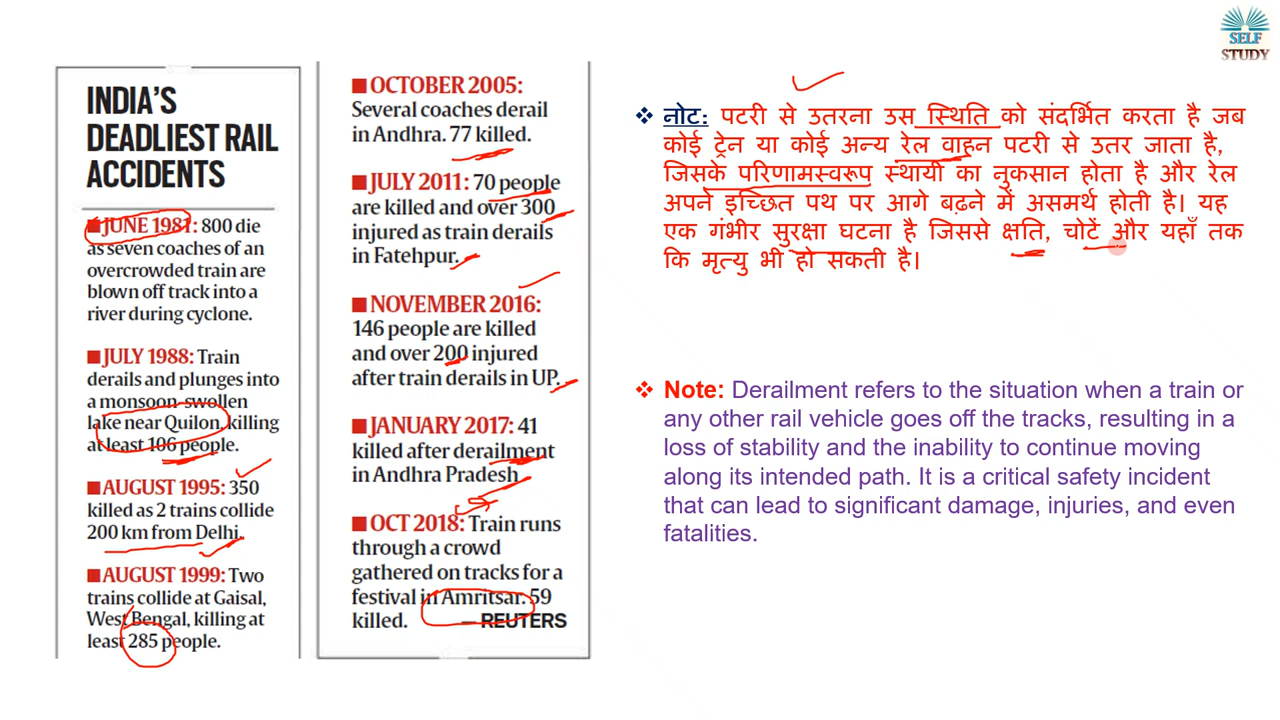 INDIA'S
DEADLIEST RAIL
ACCIDENTS
■JUNE 1981: 800 die
as seven coaches of an
overcrowded train are
blown off track into a
river during cyclone.
■JULY 1988: Train
derails and plunges into
a monsoon-swollen
lake near Quilon, killing
at least 106 people.
■AUGUST 1995: 350
killed as 2 trains collide
200 km from Delhi.
■AUGUST 1999: Two
trains collide at Gaisal,
West Bengal, killing at
least 285 people.
■OCTOBER 2005:
Several coaches derail
in Andhra. 77 killed.
■JULY 2011: 70 people
are killed and over 300
injured as train derails
in Fatehpur.
■NOVEMBER 2016:
146 people are killed
and over 200 injured
after train derails in UP.
■JANUARY 2017: 41
killed after derailment
in Andhra Pradesh
■OCT 2018: Train runs
through a crowd
gathered on tracks for a
festival in Amritsar. 59
killed. — REUTERS
SELF
STUDY
❖ नोट: पटरी से उतरना उस स्थिति को संदर्भित करता है जब
कोई ट्रेन या कोई अन्य रेल वाहन पटरी से उतर जाता है,
जिसके परिणामस्वरूप स्थायी का नुकसान होता है और रेल
अपने इच्छित पथ पर आगे बढ़ने में असमर्थ होती है। यह
एक गंभीर सुरक्षा घटना है जिससे क्षति, चोटें और यहाँ तक
कि मृत्यु भी हो सकती है।
❖ Note: Derailment refers to the situation when a train or
any other rail vehicle goes off the tracks, resulting in a
loss of stability and the inability to continue moving
along its intended path. It is a critical safety incident
that can lead to significant damage, injuries, and even
fatalities.